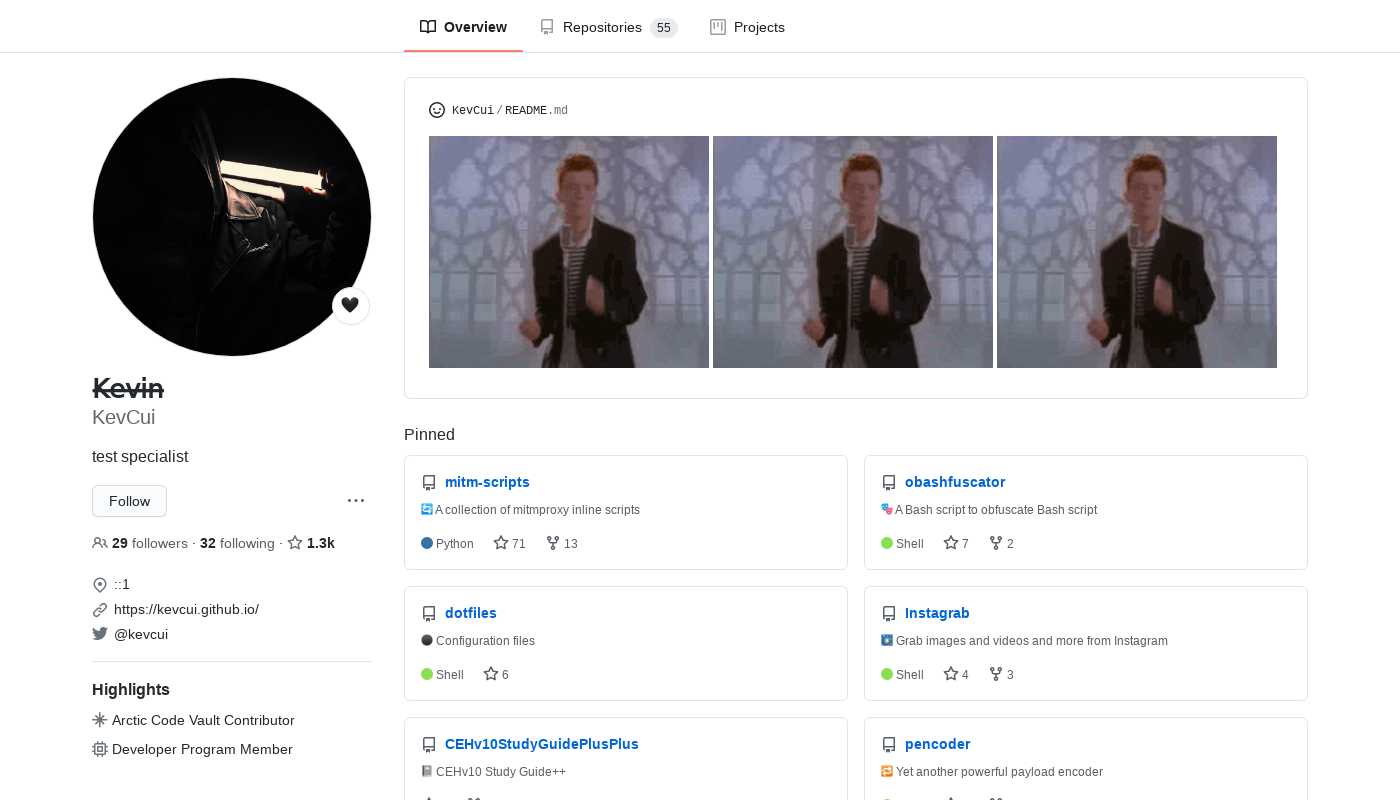 Overview
Repositories 55
Projects
KevCui/README.md
Kevin
KevCui
test specialist
Follow
29 followers · 32 following · 1.3k
::1
https://kevcui.github.io/
@kevcui
Highlights
Arctic Code Vault Contributor
Developer Program Member
Pinned
mitm-scripts
A collection of mitmproxy inline scripts
Python 71 13
obashfuscator
A Bash script to obfuscate Bash script
Shell 7 2
dotfiles
Configuration files
Shell 6
Instagrab
Grab images and videos and more from Instagram
Shell 4 3
CEHv10StudyGuidePlusPlus
CEHv10 Study Guide++
pencoder
Yet another powerful payload encoder